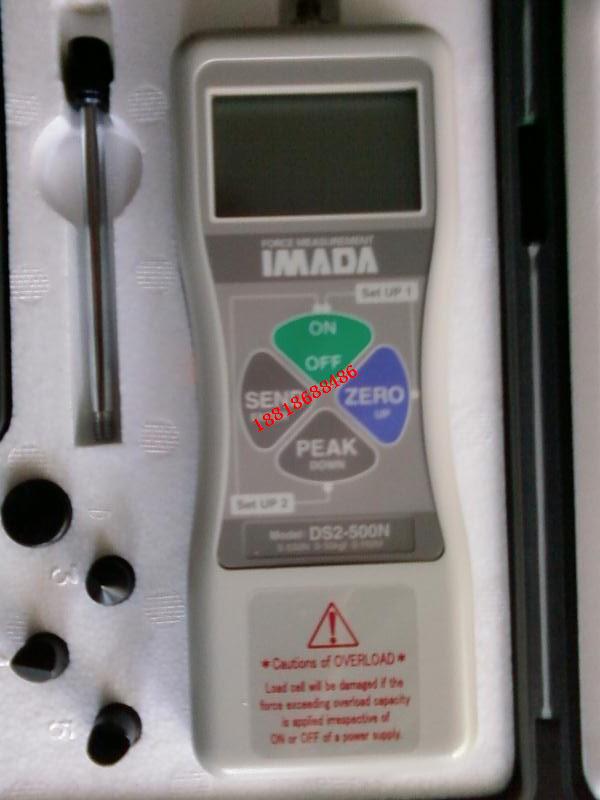 FORCE MEASUREMENT
IMADA
Set UP 1
ON
OFF
SEND
ZERO
UP
18818688486
PEAK
DOWN
Set UP 2
Model: DS2-500N
3
5
*Cautions of OVERLOAD*
Load cell will be damaged if the
force exceeding overload capacity
is applied irrespective of
ON or OFF of a power supply.